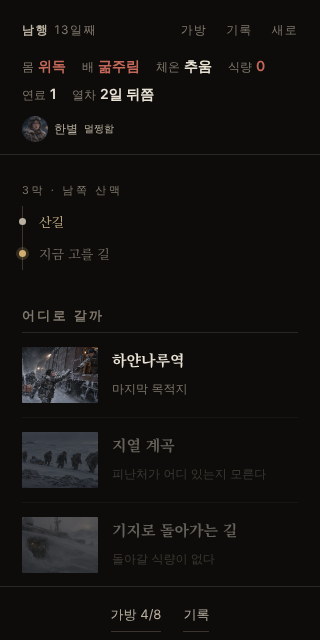 남행 13일째 가방 기록 새로
몸 위독 배 굶주림 체온 추움 식량 0
연료 1 열차 2일 뒤쯤
한별 멀쩡함
3막 · 남쪽 산맥
산길
지금 고를 길
어디로 갈까
하얀나루역
마지막 목적지
지열 계곡
피난처가 어디 있는지 모른다
기지로 돌아가는 길
돌아갈 식량이 없다
가방 4/8 기록